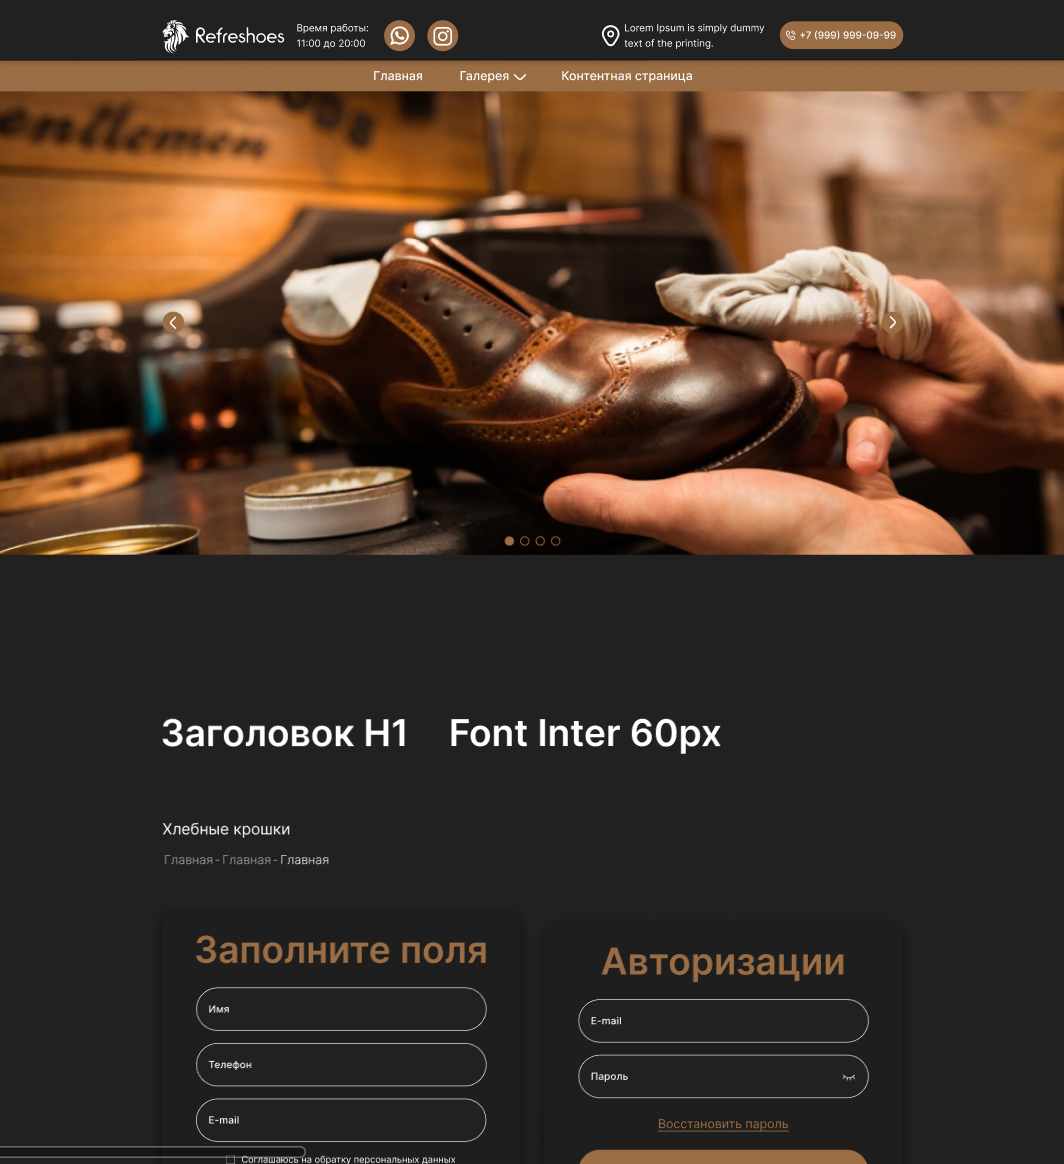 Refreshoes
Время работы:
11:00 до 20:00
Lorem Ipsum is simply dummy
text of the printing.
+7 (999) 999-09-99
Главная
Галерея
Контентная страница
entlemen
Заголовок H1
Font Inter 60px
Хлебные крошки
Главная - Главная - Главная
Заполните поля
Имя
Телефон
E-mail
Соглашаюсь на обратку персональных данных
Авторизации
E-mail
Пароль
Восстановить пароль